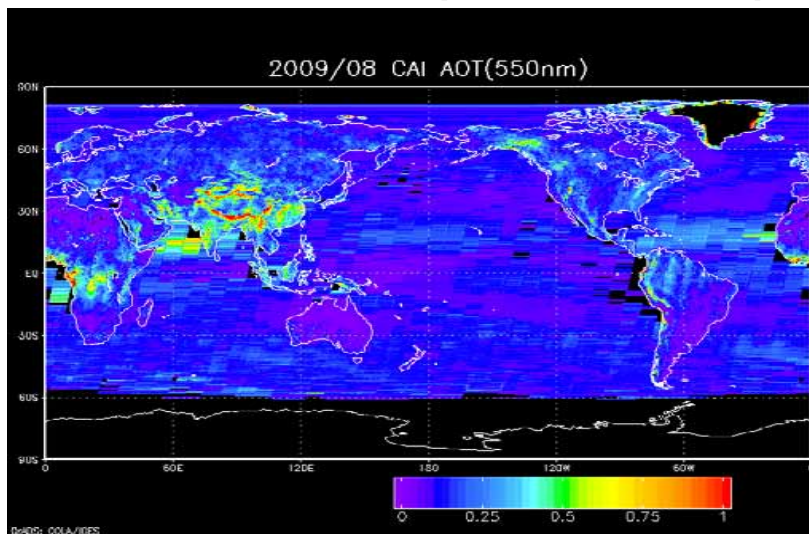 2009/08 CAI AOT(550nm)
90N
60N
30N
EQ
30S
60S
90S
0 60E 120E 180 120W 60W
0 0.25 0.5 0.75 1
GrADS: COLA/IGES